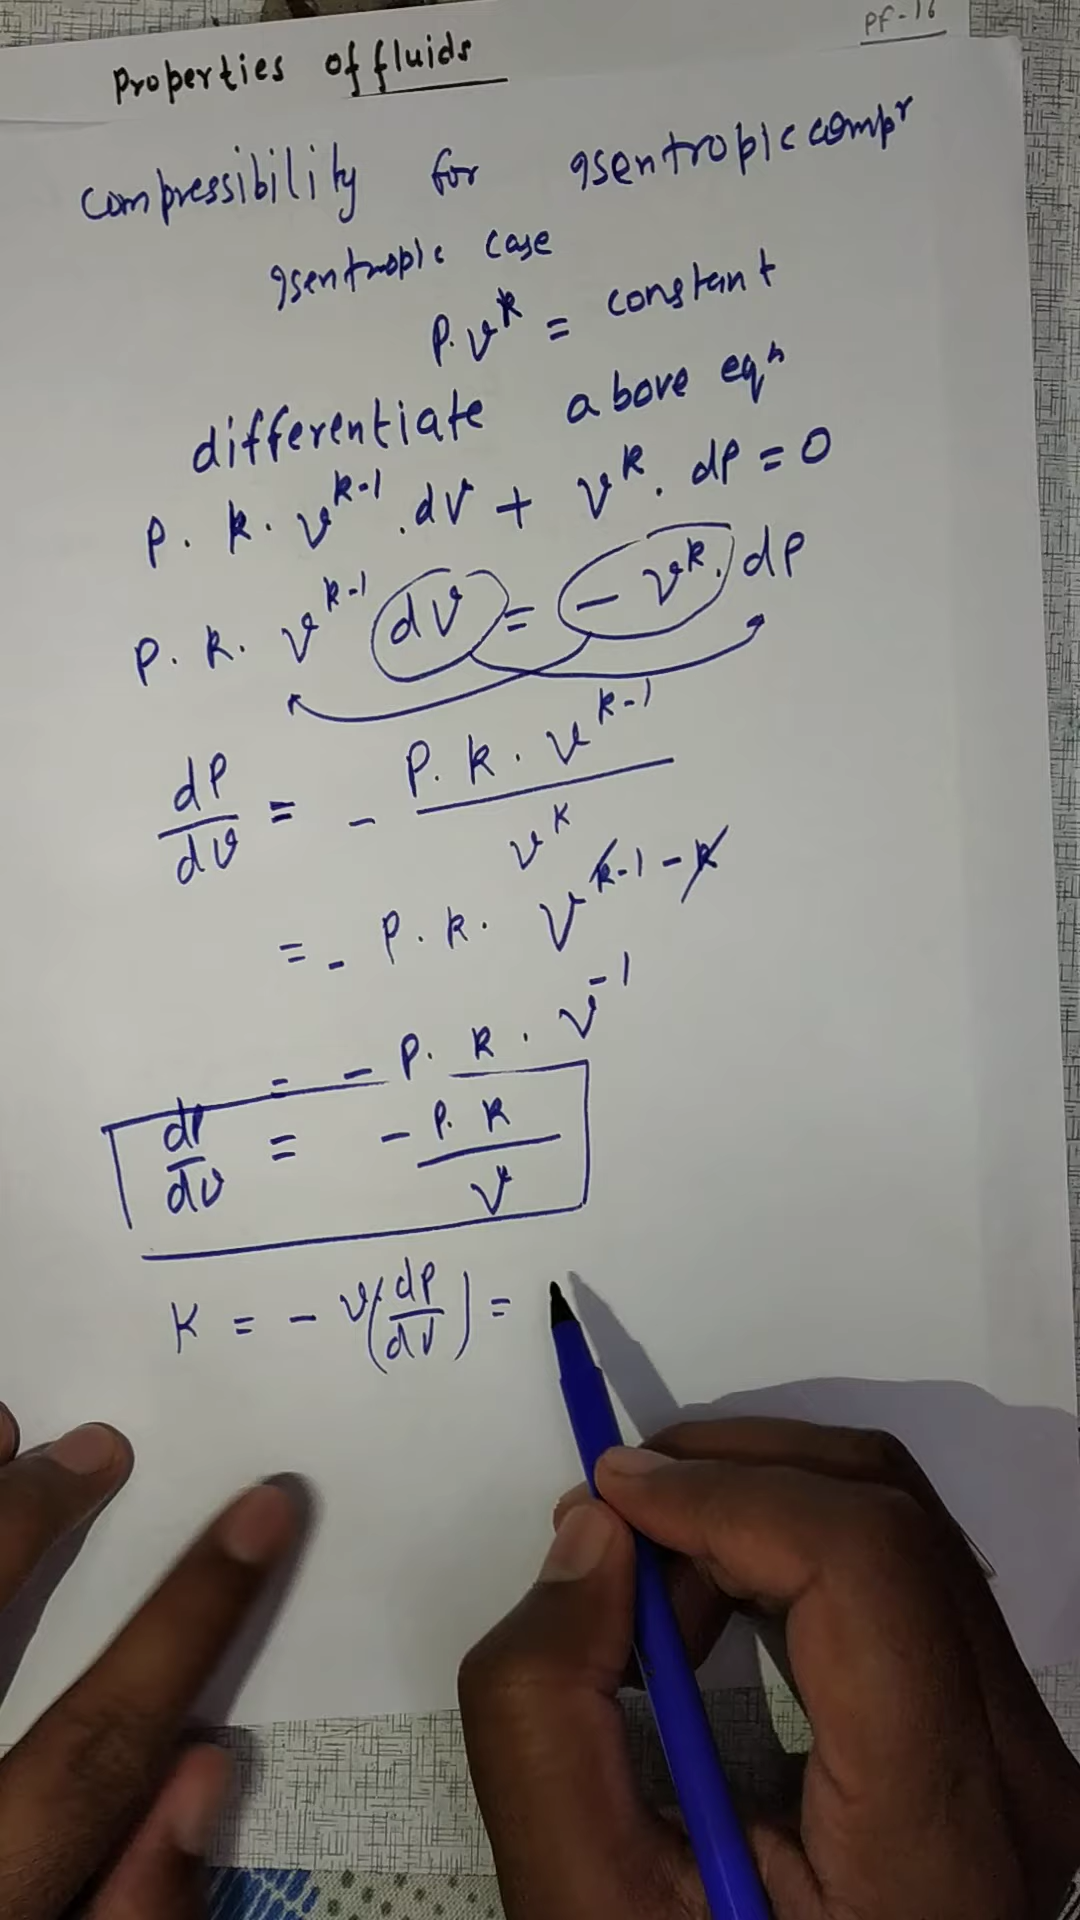 PF-16
Properties of fluids
compressibility for isentropic compr
isentropic case
P.v^k = constant
differentiate above eqn
P. k. v^k-1 .dv + v^k. dP = 0
P. k. v^k-1 dv = - v^k. dP
dP/dv = - P. k. v^k-1 / v^k
= - P. k. v^k-1-k
= - P. k. v^-1
dP/dv = - P. k / v
K = - v(dP/dv) =